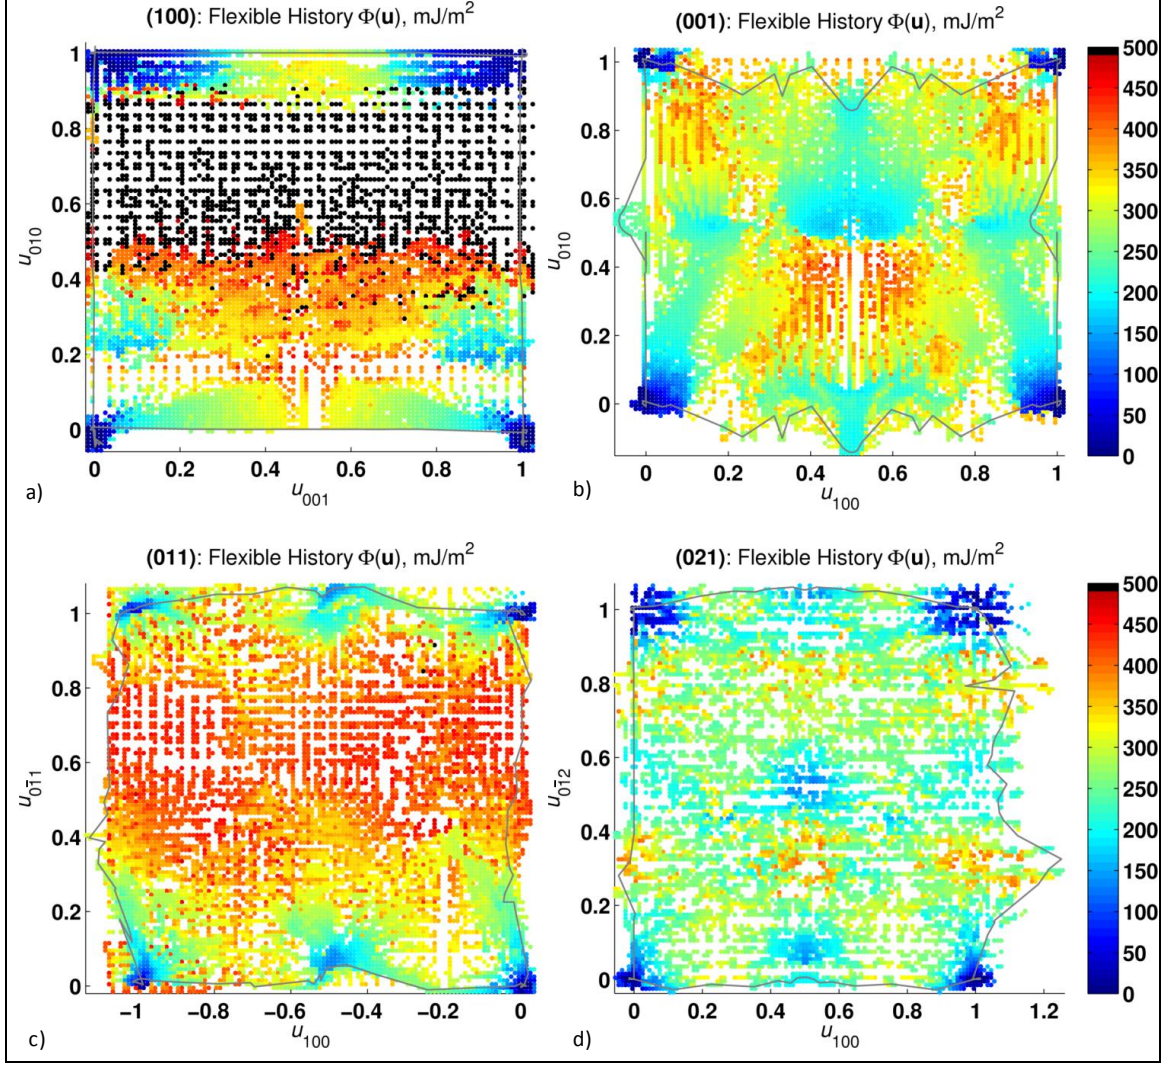 (100): Flexible History Φ(u), mJ/m²
1
0.8
0.6
0.4
0.2
0
u010
0 0.2 0.4 0.6 0.8 1
u001
a)
(001): Flexible History Φ(u), mJ/m²
1
0.8
0.6
0.4
0.2
0
u010
0 0.2 0.4 0.6 0.8 1
u100
b)
500
450
400
350
300
250
200
150
100
50
0
(011): Flexible History Φ(u), mJ/m²
1
0.8
0.6
0.4
0.2
0
u01̄1
−1 −0.8 −0.6 −0.4 −0.2 0
u100
c)
(021): Flexible History Φ(u), mJ/m²
1
0.8
0.6
0.4
0.2
0
u01̄2
0 0.2 0.4 0.6 0.8 1 1.2
u100
d)
500
450
400
350
300
250
200
150
100
50
0